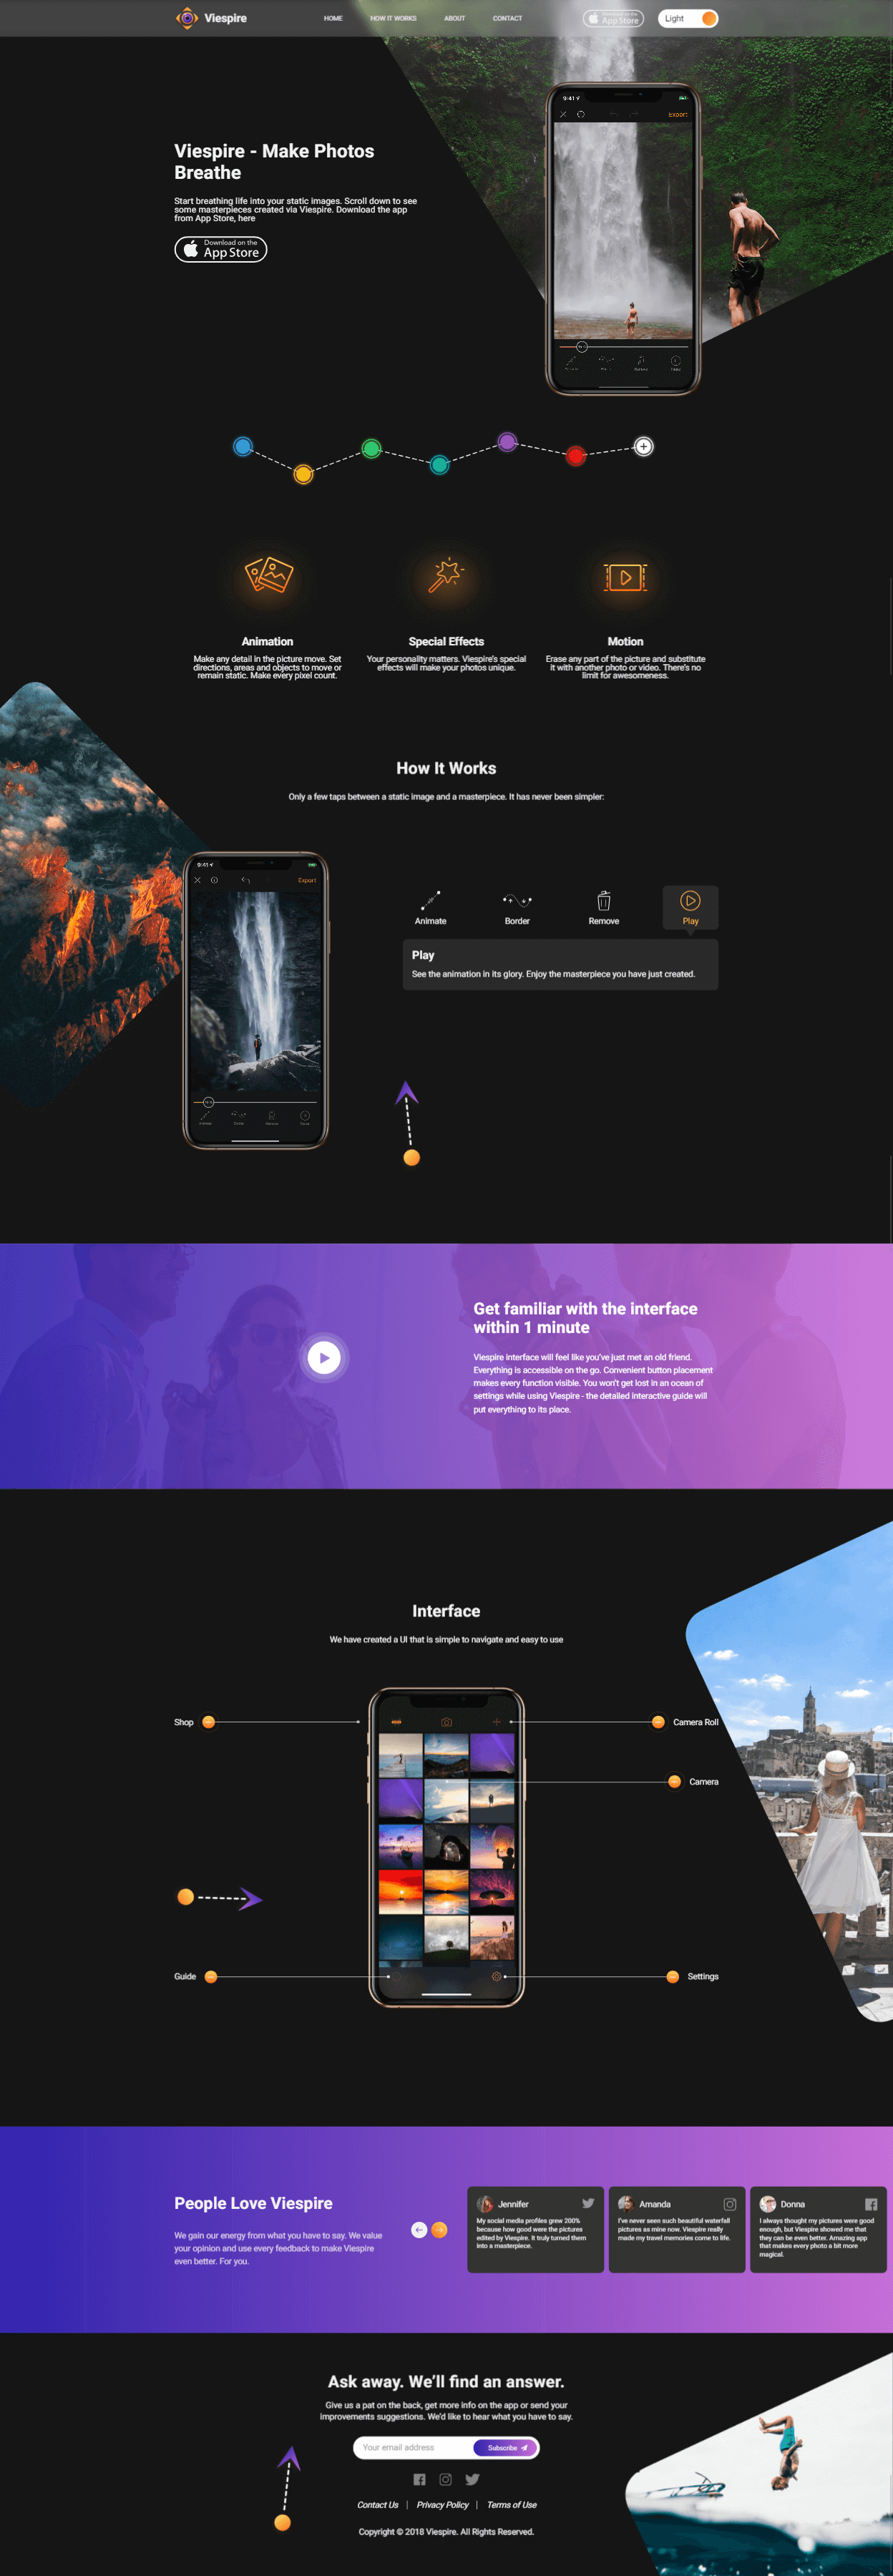 Viespire
HOME
HOW IT WORKS
ABOUT
CONTACT
Download on the
App Store
Light
9:41
Export
Viespire - Make Photos
Breathe
Start breathing life into your static images. Scroll down to see
some masterpieces created via Viespire. Download the app
from App Store, here
Download on the
App Store
Animation
Make any detail in the picture move. Set
directions, areas and objects to move or
remain static. Make every pixel count.
Special Effects
Your personality matters. Viespire's special
effects will make your photos unique.
Motion
Erase any part of the picture and substitute
it with another photo or video. There's no
limit for awesomeness.
How It Works
Only a few taps between a static image and a masterpiece. It has never been simpler:
9:41
Export
Animate
Border
Remove
Play
Play
See the animation in its glory. Enjoy the masterpiece you have just created.
Get familiar with the interface
within 1 minute
Viespire interface will feel like you've just met an old friend.
Everything is accessible on the go. Convenient button placement
makes every function visible. You won't get lost in an ocean of
settings while using Viespire - the detailed interactive guide will
put everything to its place.
Interface
We have created a UI that is simple to navigate and easy to use
Shop
Camera Roll
Camera
Guide
Settings
People Love Viespire
We gain our energy from what you have to say. We value
your opinion and use every feedback to make Viespire
even better. For you.
Jennifer
My social media profiles grew 200%
because how good were the pictures
edited by Viespire. It truly turned them
into a masterpiece.
Amanda
I've never seen such beautiful waterfall
pictures as mine now. Viespire really
made my travel memories come to life.
Donna
I always thought my pictures were good
enough, but Viespire showed me that
they can be even better. Amazing app
that makes every photo a bit more
magical.
Ask away. We'll find an answer.
Give us a pat on the back, get more info on the app or send your
improvements suggestions. We'd like to hear what you have to say.
Your email address
Subscribe
Contact Us | Privacy Policy | Terms of Use
Copyright © 2018 Viespire. All Rights Reserved.